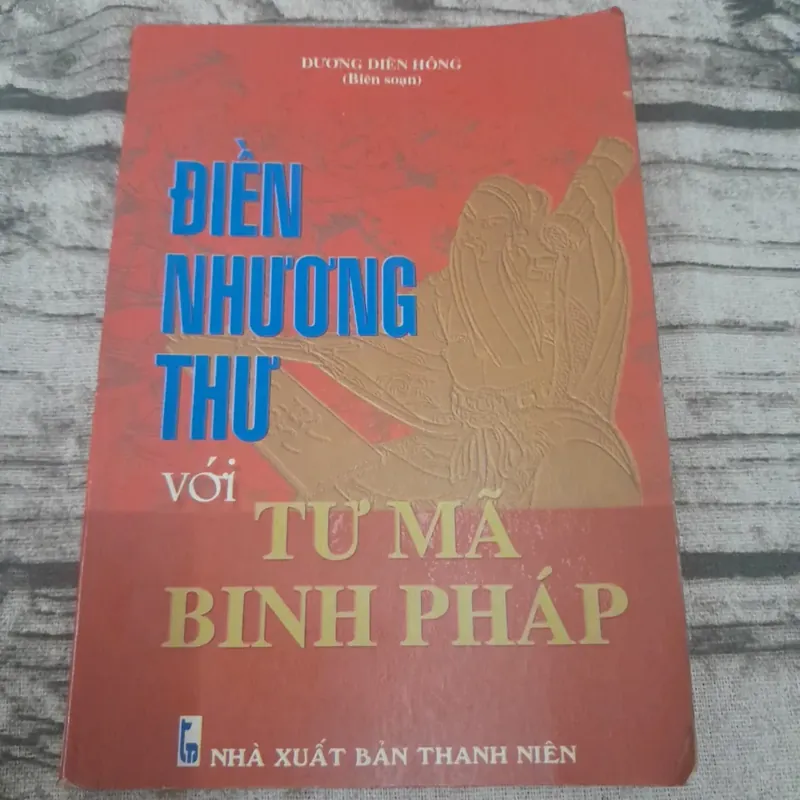 DƯƠNG DIÊN HỒNG
(Biên soạn)
ĐIỀN
NHƯƠNG
THƯ
với
TƯ MÃ
BINH PHÁP
NHÀ XUẤT BẢN THANH NIÊN